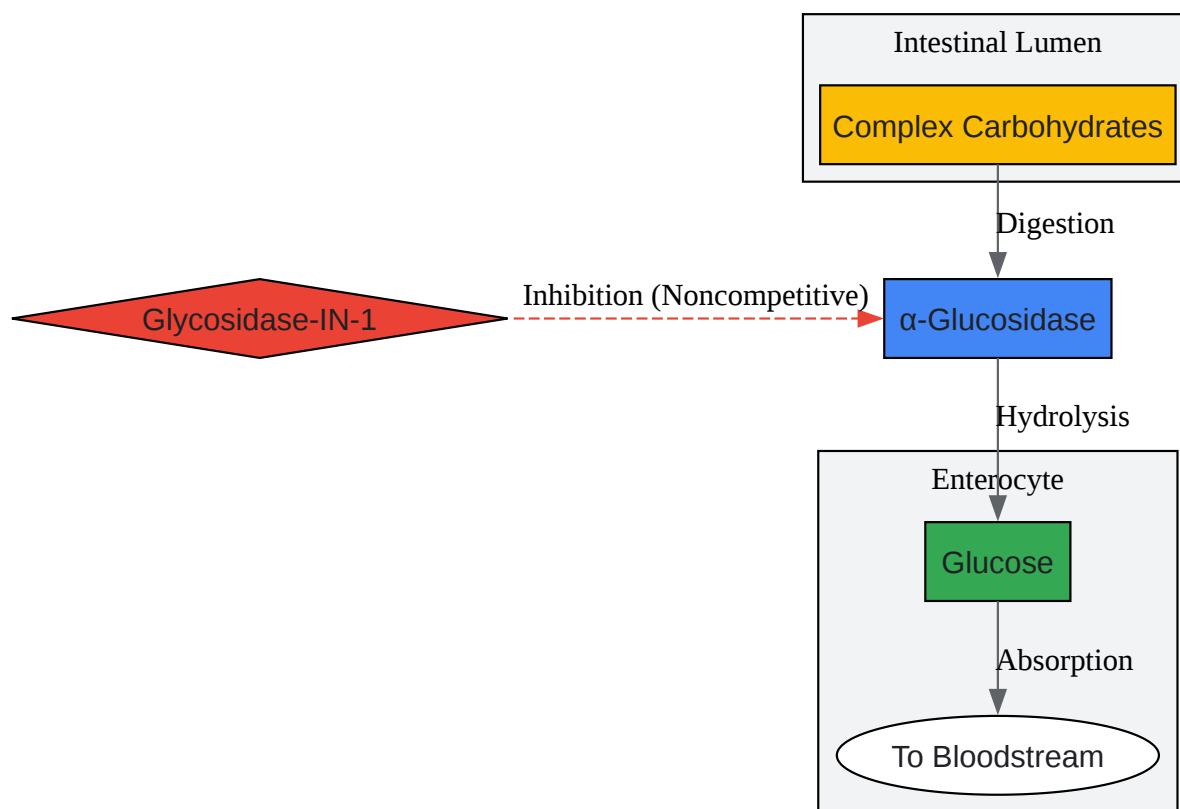 Intestinal Lumen
Complex Carbohydrates
Digestion
Glycosidase-IN-1
Inhibition (Noncompetitive)
α-Glucosidase
Hydrolysis
Enterocyte
Glucose
Absorption
To Bloodstream